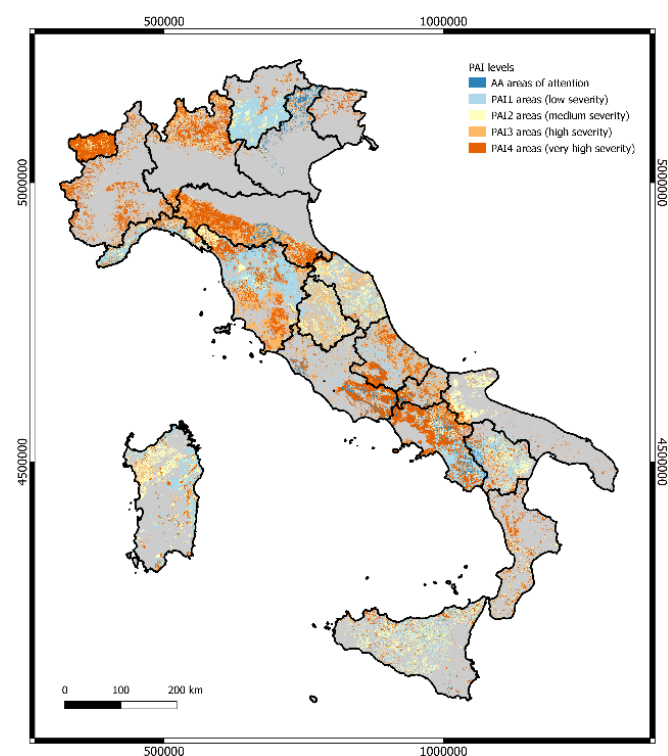 500000 1000000
PAI levels
AA areas of attention
PAI1 areas (low severity)
PAI2 areas (medium severity)
PAI3 areas (high severity)
PAI4 areas (very high severity)
5000000 5000000
4500000 4500000
0 100 200 km
500000 1000000